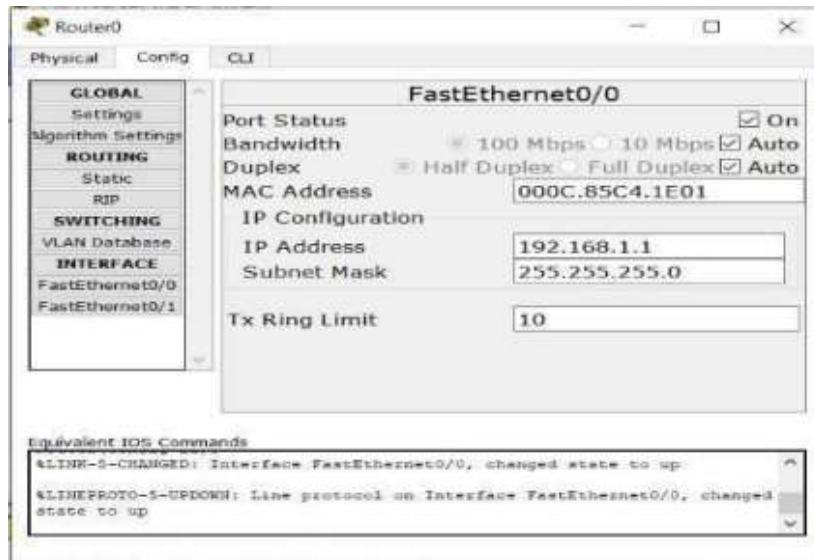 Router0
Physical Config CLI
GLOBAL
Settings
Algorithm Settings
ROUTING
Static
RIP
SWITCHING
VLAN Database
INTERFACE
FastEthernet0/0
FastEthernet0/1
FastEthernet0/0
Port Status On
Bandwidth 100 Mbps 10 Mbps Auto
Duplex Half Duplex Full Duplex Auto
MAC Address 000C.85C4.1E01
IP Configuration
IP Address 192.168.1.1
Subnet Mask 255.255.255.0
Tx Ring Limit 10
Equivalent IOS Commands
%LINK-5-CHANGED: Interface FastEthernet0/0, changed state to up
%LINEPROTO-5-UPDOWN: Line protocol on Interface FastEthernet0/0, changed
state to up